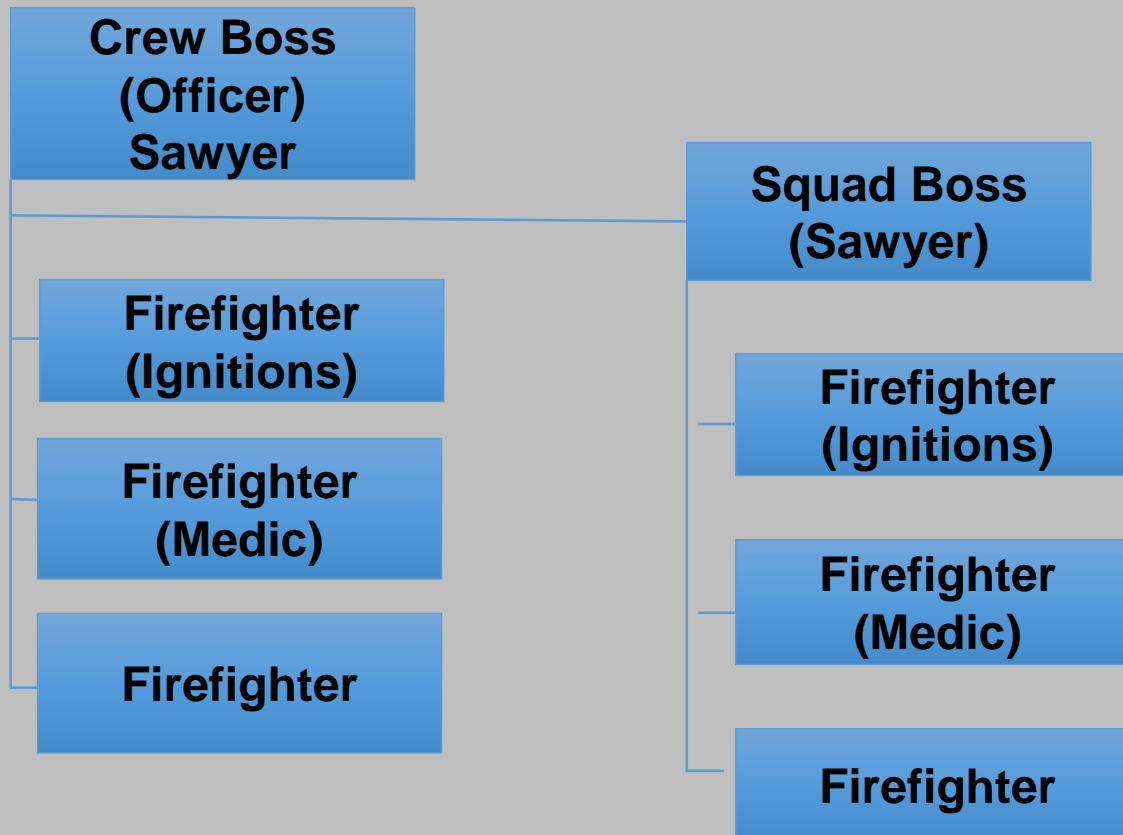 Crew Boss
(Officer)
Sawyer
Firefighter
(Ignitions)
Firefighter
(Medic)
Firefighter
Squad Boss
(Sawyer)
Firefighter
(Ignitions)
Firefighter
(Medic)
Firefighter